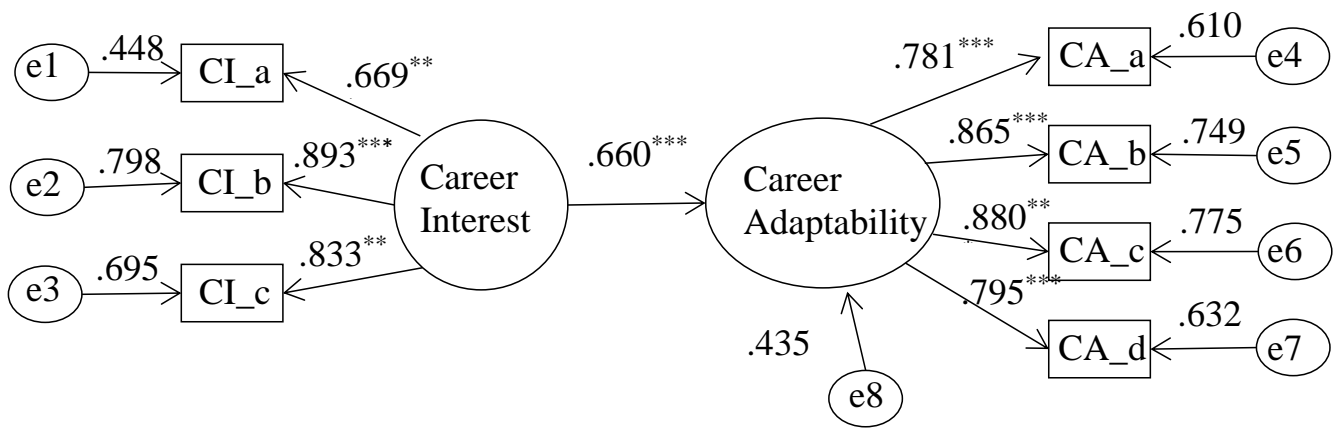 e1
.448
CI_a
.669**
e2
.798
CI_b
.893***
e3
.695
CI_c
.833**
Career
Interest
.660***
Career
Adaptability
.781***
CA_a
.610
e4
.865***
CA_b
.749
e5
.880**
CA_c
.775
e6
.795***
CA_d
.632
e7
.435
e8